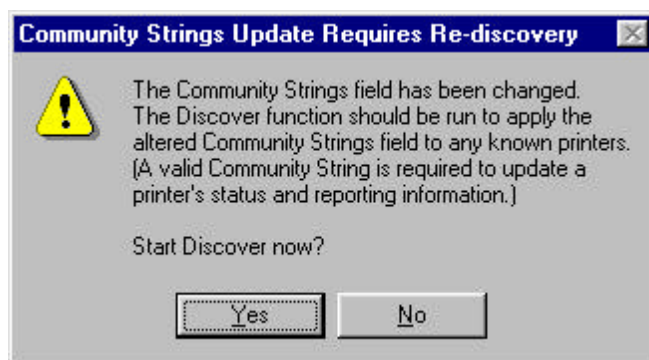 Community Strings Update Requires Re-discovery
The Community Strings field has been changed.
The Discover function should be run to apply the
altered Community Strings field to any known printers.
(A valid Community String is required to update a
printer's status and reporting information.)
Start Discover now?
Yes
No